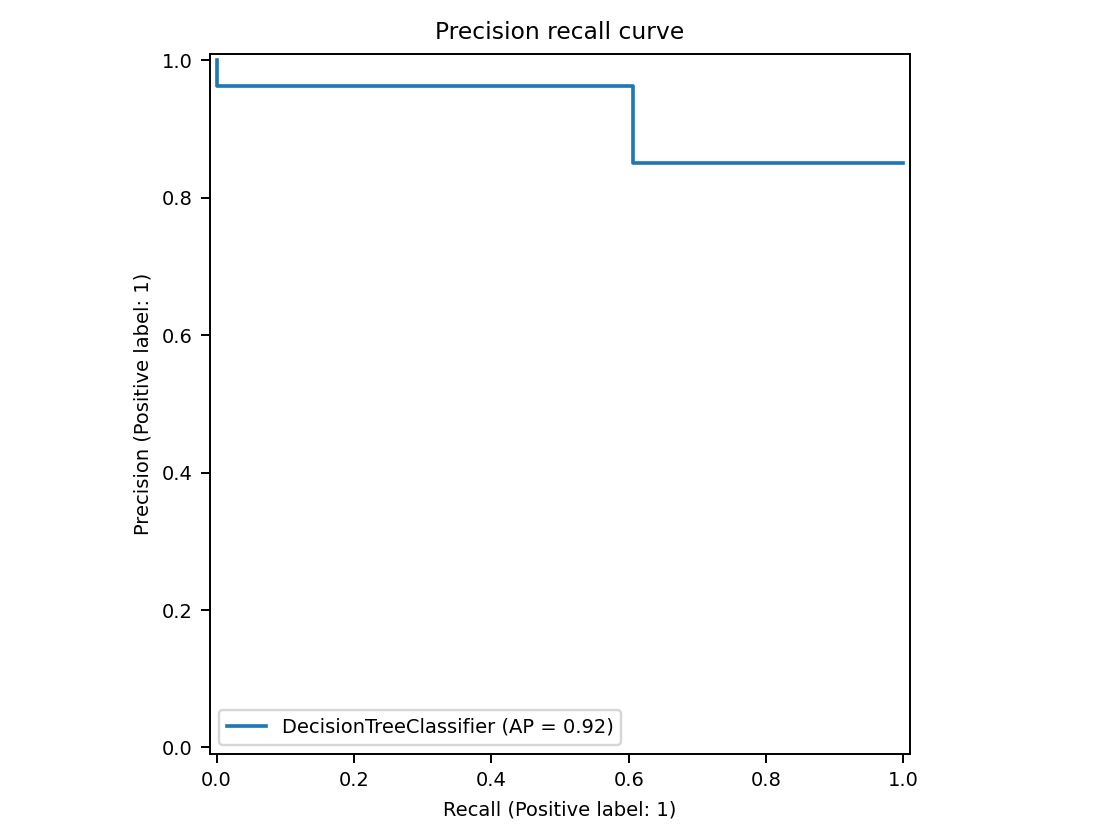 Precision recall curve
1.0
0.8
0.6
0.4
0.2
0.0
Precision (Positive label: 1)
DecisionTreeClassifier (AP = 0.92)
0.0 0.2 0.4 0.6 0.8 1.0
Recall (Positive label: 1)